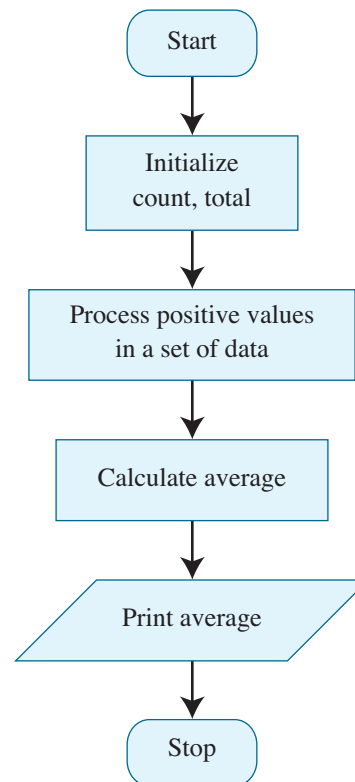 Start
Initialize
count, total
Process positive values
in a set of data
Calculate average
Print average
Stop